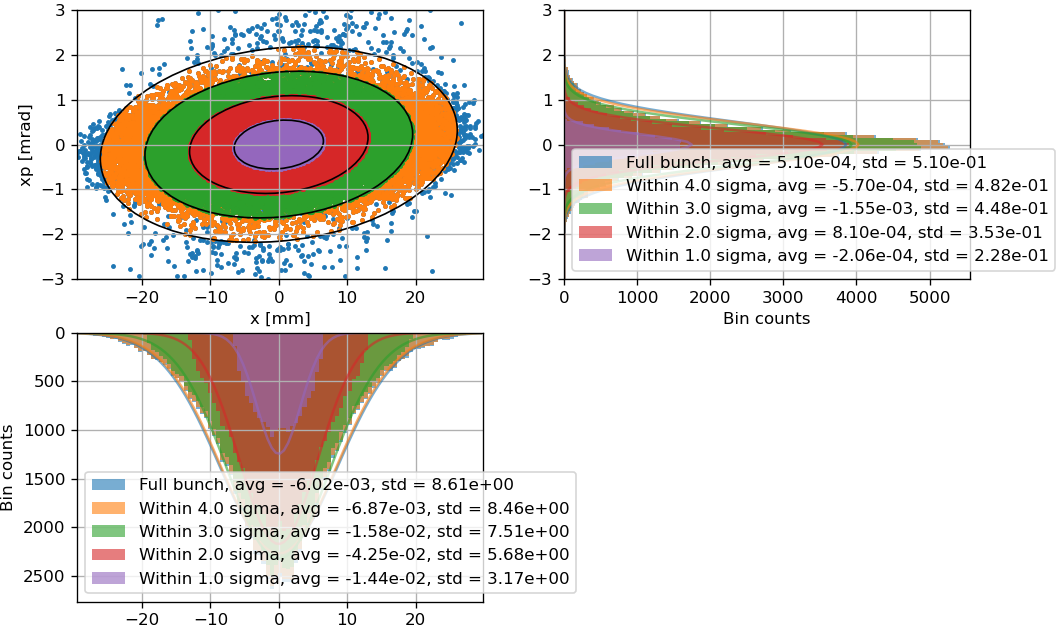 3
2
1
0
−1
−2
−3
xp [mrad]
−20 −10 0 10 20
x [mm]
3
2
1
0
−1
−2
−3
Full bunch, avg = 5.10e-04, std = 5.10e-01
Within 4.0 sigma, avg = -5.70e-04, std = 4.82e-01
Within 3.0 sigma, avg = -1.55e-03, std = 4.48e-01
Within 2.0 sigma, avg = 8.10e-04, std = 3.53e-01
Within 1.0 sigma, avg = -2.06e-04, std = 2.28e-01
0 1000 2000 3000 4000 5000
Bin counts
0
500
1000
1500
2000
2500
Bin counts
Full bunch, avg = -6.02e-03, std = 8.61e+00
Within 4.0 sigma, avg = -6.87e-03, std = 8.46e+00
Within 3.0 sigma, avg = -1.58e-02, std = 7.51e+00
Within 2.0 sigma, avg = -4.25e-02, std = 5.68e+00
Within 1.0 sigma, avg = -1.44e-02, std = 3.17e+00
−20 −10 0 10 20